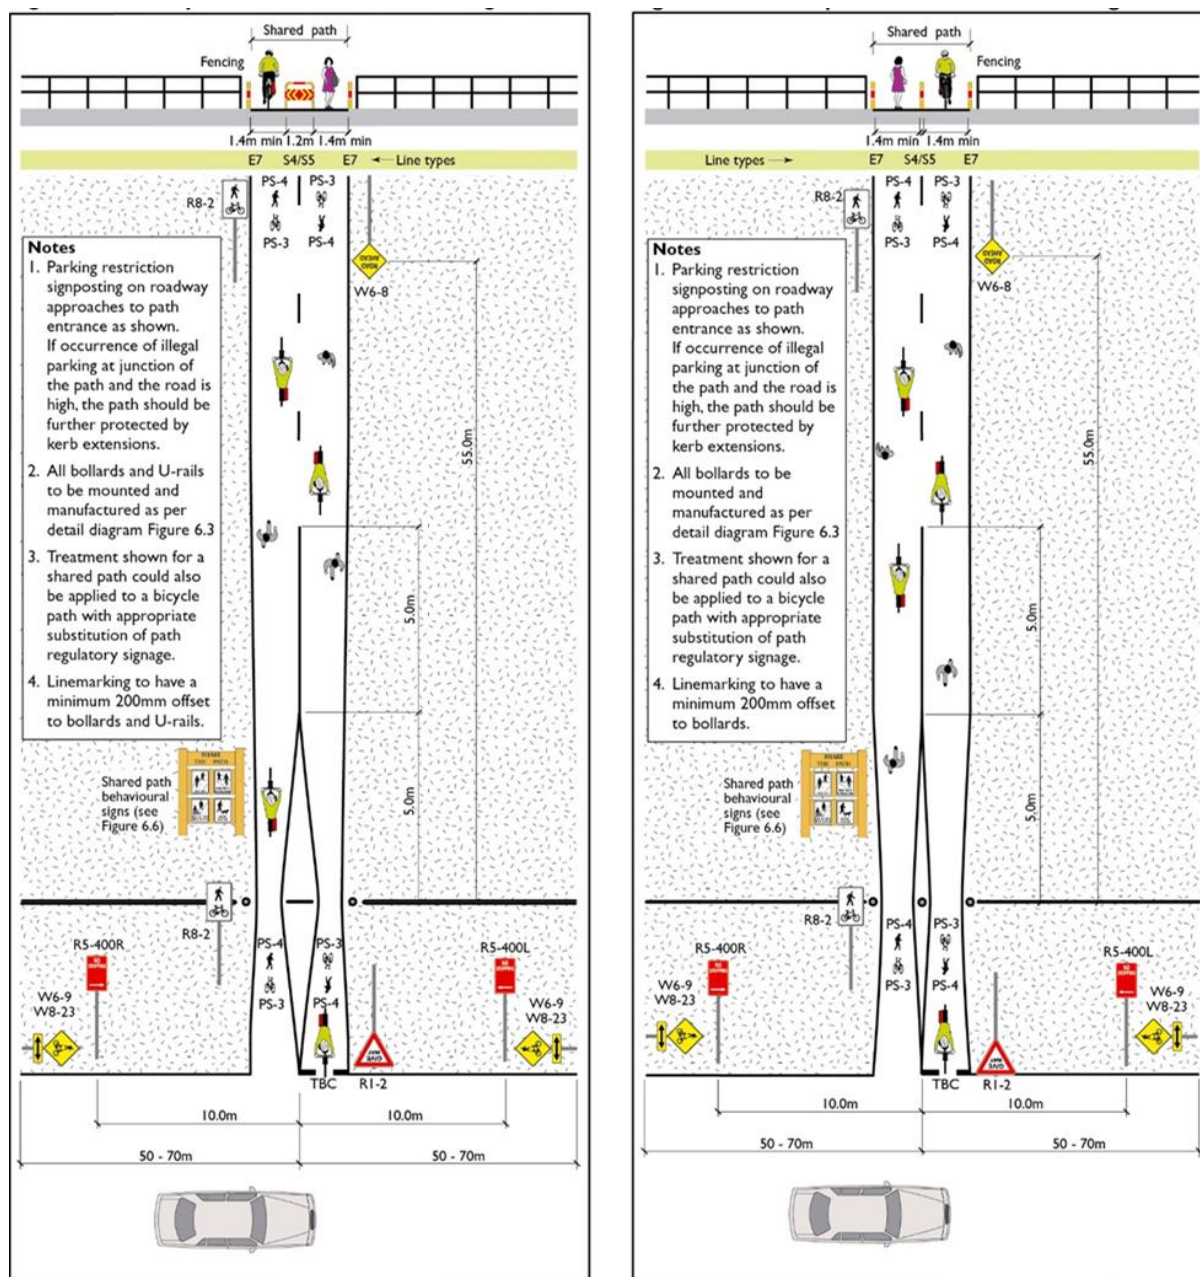 Shared path
Fencing
1.4m min 1.2m 1.4m min
E7 S4/S5 E7 Line types
PS-4 PS-3
R8-2
PS-3 PS-4
ROAD
AHEAD
W6-8
Notes
1. Parking restriction
signposting on roadway
approaches to path
entrance as shown.
If occurrence of illegal
parking at junction of
the path and the road is
high, the path should be
further protected by
kerb extensions.
2. All bollards and U-rails
to be mounted and
manufactured as per
detail diagram Figure 6.3
3. Treatment shown for a
shared path could also
be applied to a bicycle
path with appropriate
substitution of path
regulatory signage.
4. Linemarking to have a
minimum 200mm offset
to bollards and U-rails.
55.0m
5.0m
5.0m
Shared path
behavioural
signs (see
Figure 6.6)
R8-2
PS-4 PS-3
PS-3 PS-4
R5-400R
R5-400L
W6-9
W8-23
W6-9
W8-23
GIVE
WAY
TBC R1-2
10.0m 10.0m
50 - 70m 50 - 70m
Shared path
Fencing
1.4m min 1.4m min
Line types E7 S4/S5 E7
PS-4 PS-3
R8-2
PS-3 PS-4
ROAD
AHEAD
W6-8
Notes
1. Parking restriction
signposting on roadway
approaches to path
entrance as shown.
If occurrence of illegal
parking at junction of
the path and the road is
high, the path should be
further protected by
kerb extensions.
2. All bollards to be
mounted and
manufactured as per
detail diagram Figure 6.3
3. Treatment shown for a
shared path could also
be applied to a bicycle
path with appropriate
substitution of path
regulatory signage.
4. Linemarking to have a
minimum 200mm offset
to bollards.
55.0m
5.0m
5.0m
Shared path
behavioural
signs (see
Figure 6.6)
R8-2
PS-4 PS-3
PS-3 PS-4
R5-400R
R5-400L
W6-9
W8-23
W6-9
W8-23
GIVE
WAY
TBC R1-2
10.0m 10.0m
50 - 70m 50 - 70m